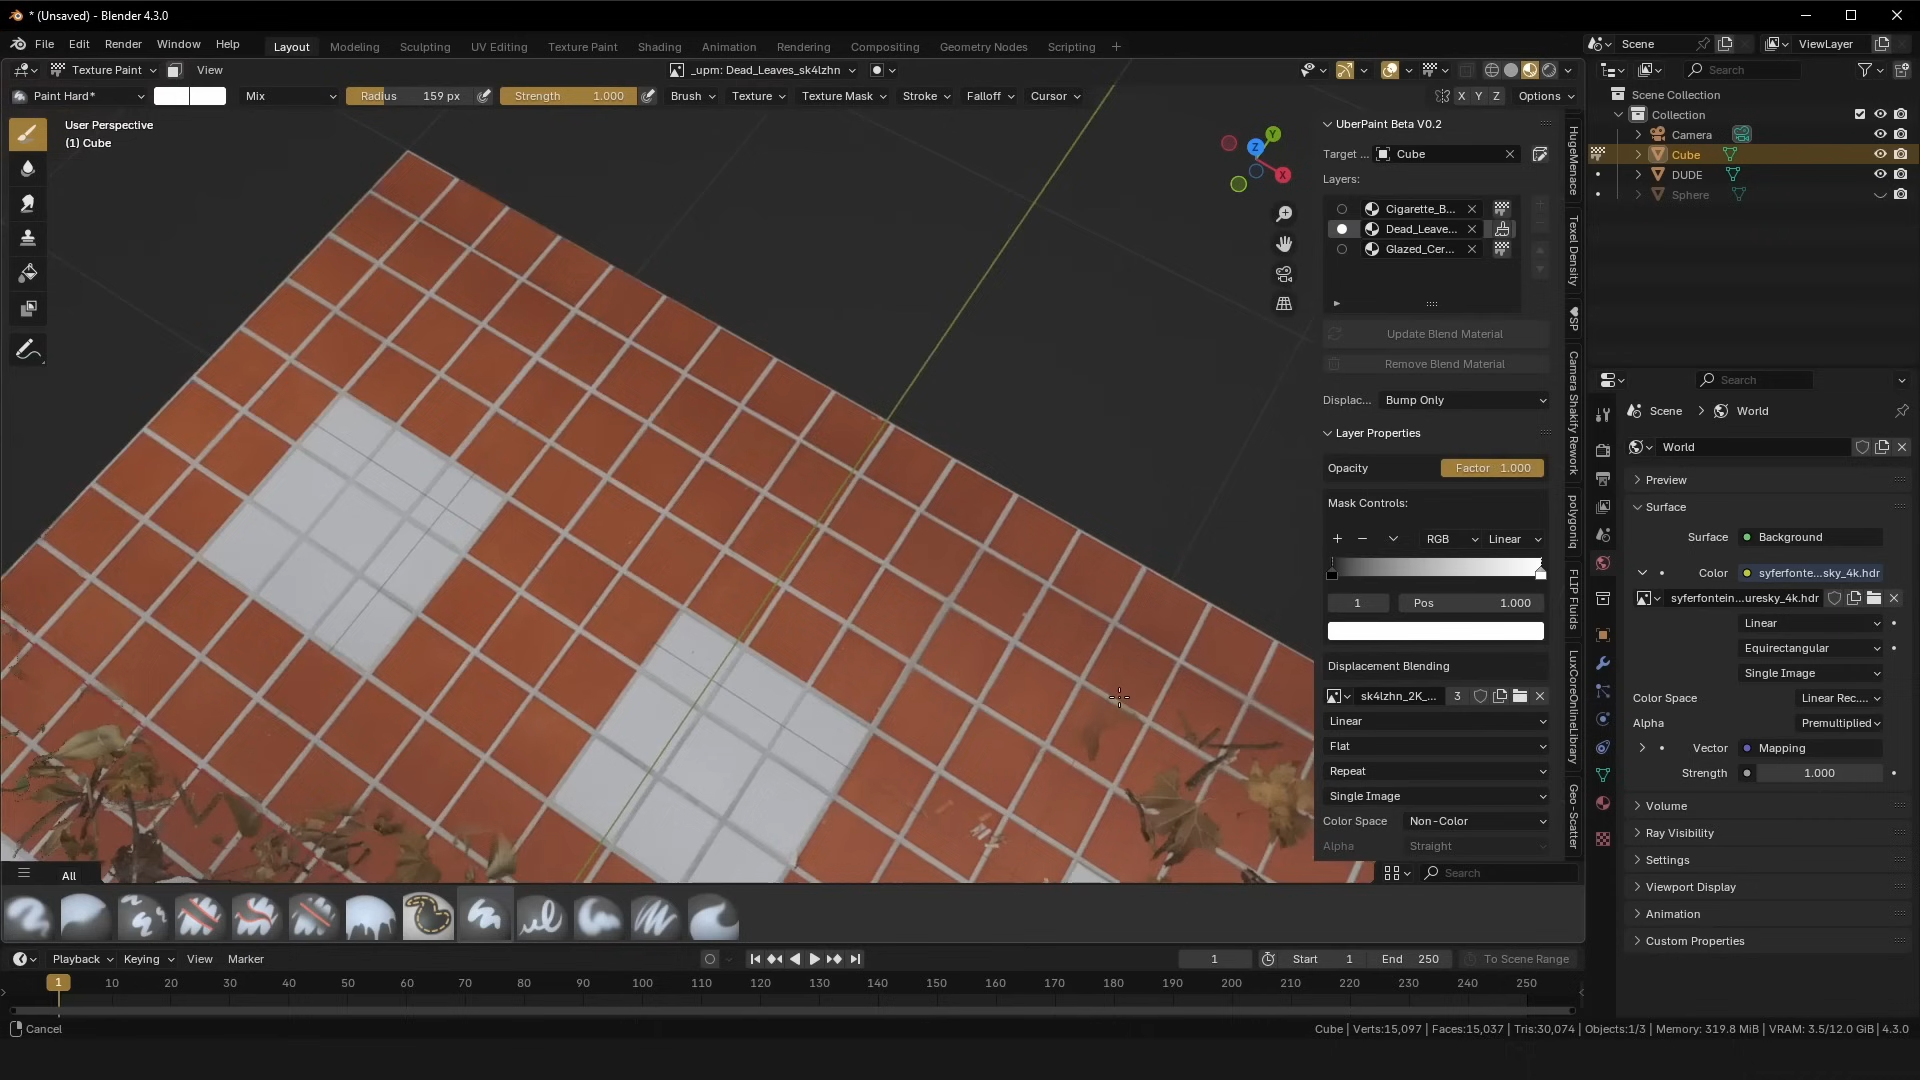 * (Unsaved) - Blender 4.3.0
File Edit Render Window Help Layout Modeling Sculpting UV Editing Texture Paint Shading Animation Rendering Compositing Geometry Nodes Scripting + Scene ViewLayer
Texture Paint View _upm: Dead_Leaves_sk4lzhn Search
Paint Hard* Mix Radius 159 px Strength 1.000 Brush Texture Texture Mask Stroke Falloff Cursor X Y Z Options
User Perspective
(1) Cube
Y
Z
X
UberPaint Beta V0.2
Target ... Cube
Layers:
Cigarette_B...
Dead_Leave...
Glazed_Cer...
Update Blend Material
Remove Blend Material
Displac... Bump Only
Layer Properties
Opacity Factor 1.000
Mask Controls:
RGB Linear
1 Pos 1.000
Displacement Blending
sk4lzhn_2K_... 3
Linear
Flat
Repeat
Single Image
Color Space Non-Color
Alpha Straight
HugeMenace
Texel Density
SP
Camera Shakify Rework
polygoniq
FLIP Fluids
LuxCoreOnlineLibrary
Geo-Scatter
Scene Collection
Collection
Camera
Cube
DUDE
Sphere
Search
Scene > World
World
Preview
Surface
Surface Background
Color syferfonte...sky_4k.hdr
syferfontein...uresky_4k.hdr
Linear
Equirectangular
Single Image
Color Space Linear Rec....
Alpha Premultiplied
Vector Mapping
Strength 1.000
Volume
Ray Visibility
Settings
Viewport Display
Animation
Custom Properties
All
Search
Playback Keying View Marker 1 Start 1 End 250 To Scene Range
1 10 20 30 40 50 60 70 80 90 100 110 120 130 140 150 160 170 180 190 200 210 220 230 240 250
Cancel
Cube | Verts:15,097 | Faces:15,037 | Tris:30,074 | Objects:1/3 | Memory: 319.8 MiB | VRAM: 3.5/12.0 GiB | 4.3.0